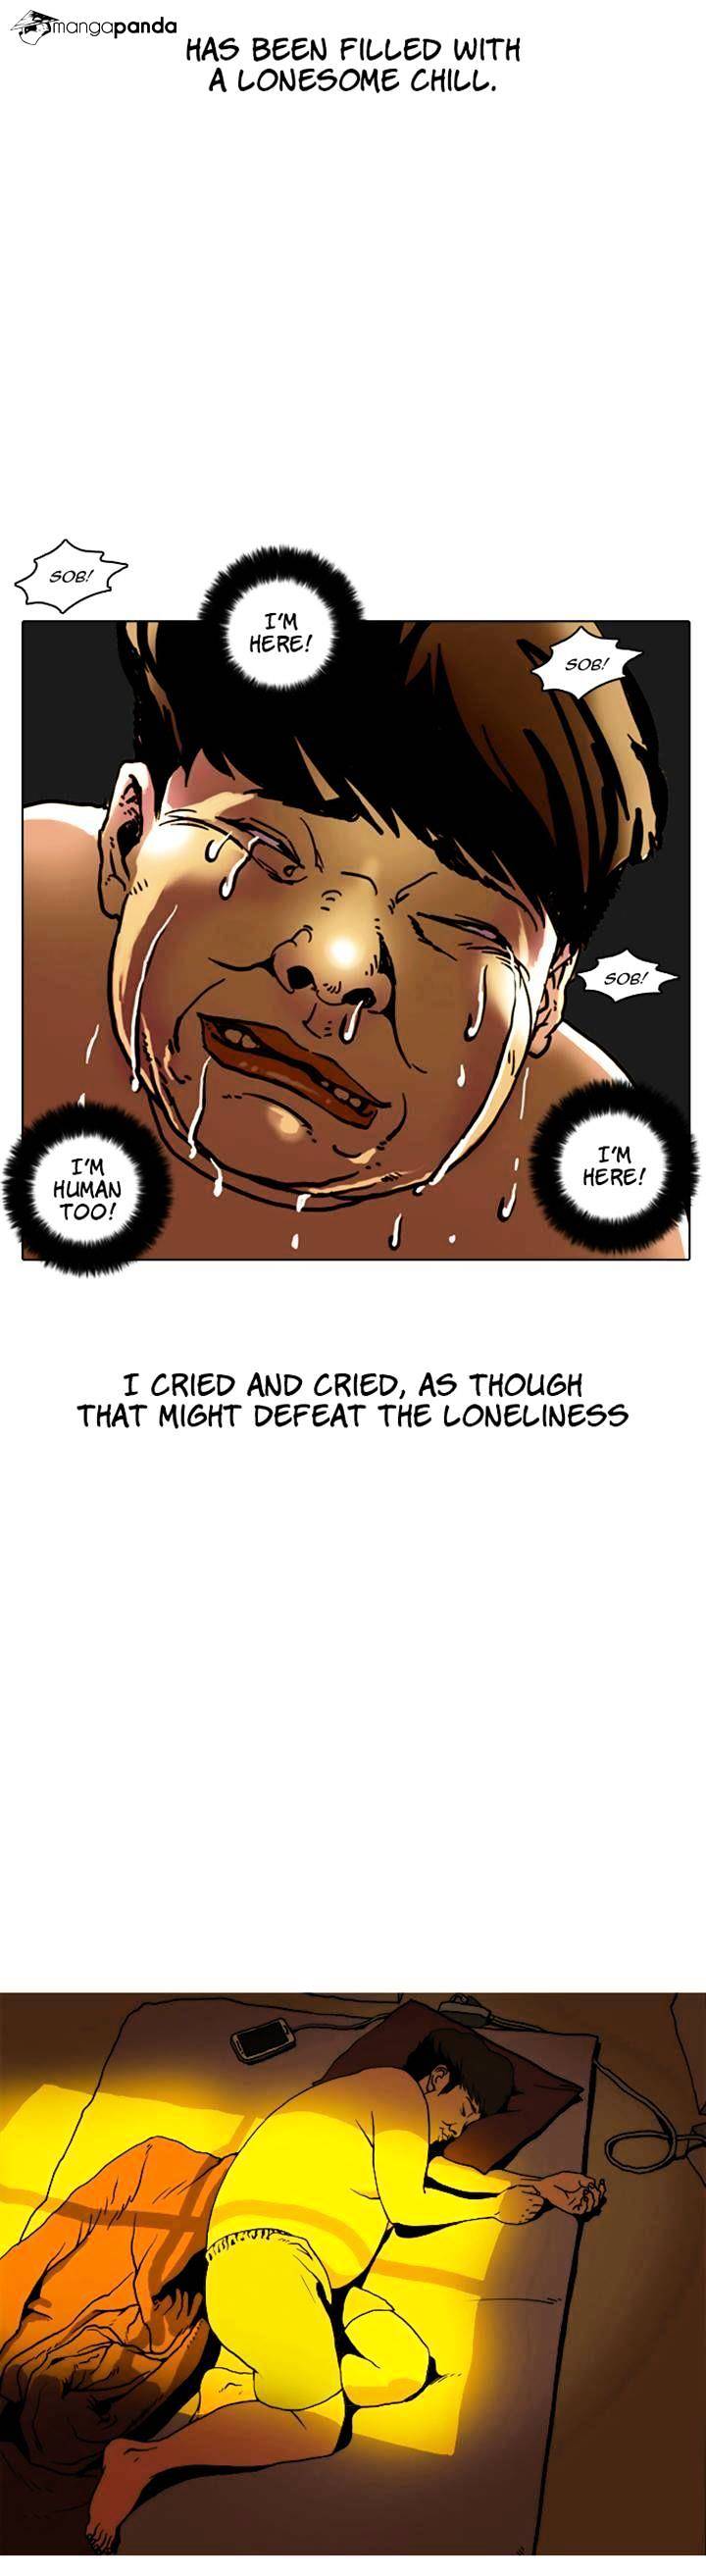 mangapanda
HAS BEEN FILLED WITH
A LONESOME CHILL.
SOB!
I'M
HERE!
SOB!
SOB!
I'M
HUMAN
TOO!
I'M
HERE!
I CRIED AND CRIED, AS THOUGH
THAT MIGHT DEFEAT THE LONELINESS